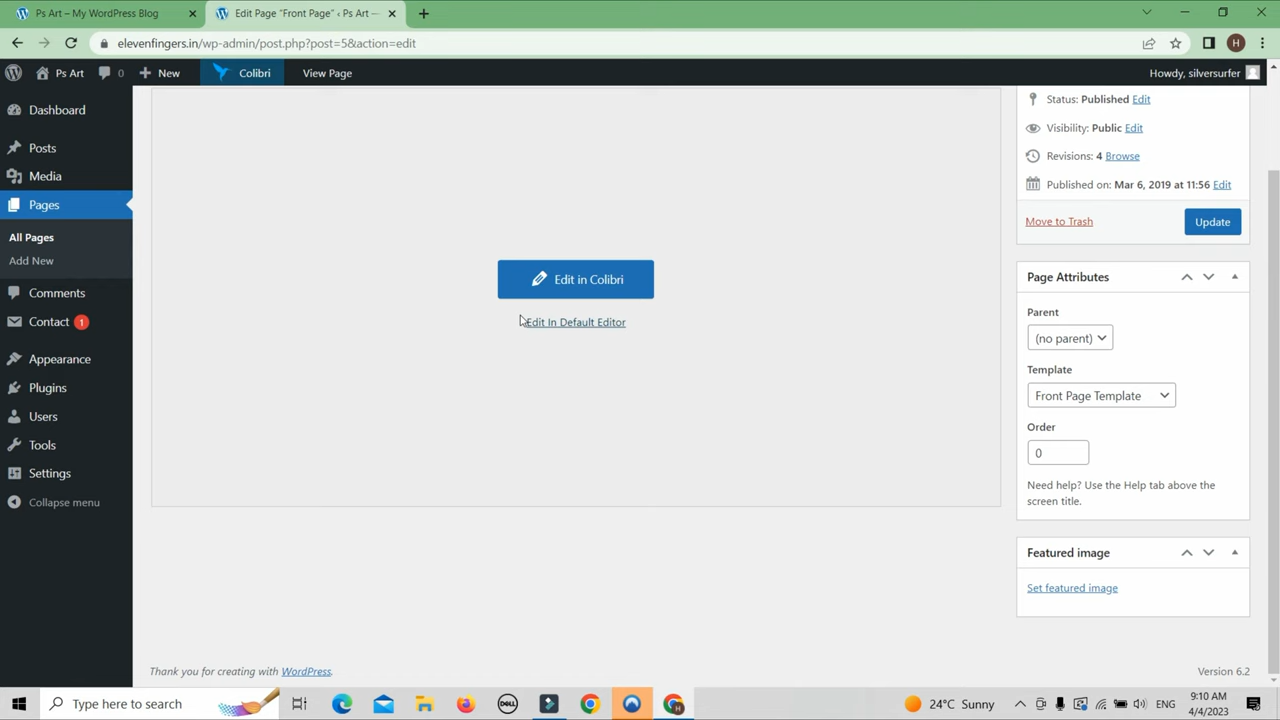 Ps Art – My WordPress Blog
Edit Page "Front Page" ‹ Ps Art —
elevenfingers.in/wp-admin/post.php?post=5&action=edit
H
Ps Art
0
New
Colibri
View Page
Howdy, silversurfer
Dashboard
Posts
Media
Pages
All Pages
Add New
Comments
Contact 1
Appearance
Plugins
Users
Tools
Settings
Collapse menu
Edit in Colibri
Edit In Default Editor
Status: Published Edit
Visibility: Public Edit
Revisions: 4 Browse
Published on: Mar 6, 2019 at 11:56 Edit
Move to Trash
Update
Page Attributes
Parent
(no parent)
Template
Front Page Template
Order
0
Need help? Use the Help tab above the
screen title.
Featured image
Set featured image
Thank you for creating with WordPress.
Version 6.2
Type here to search
DELL
H
24°C Sunny
ENG
9:10 AM
4/4/2023